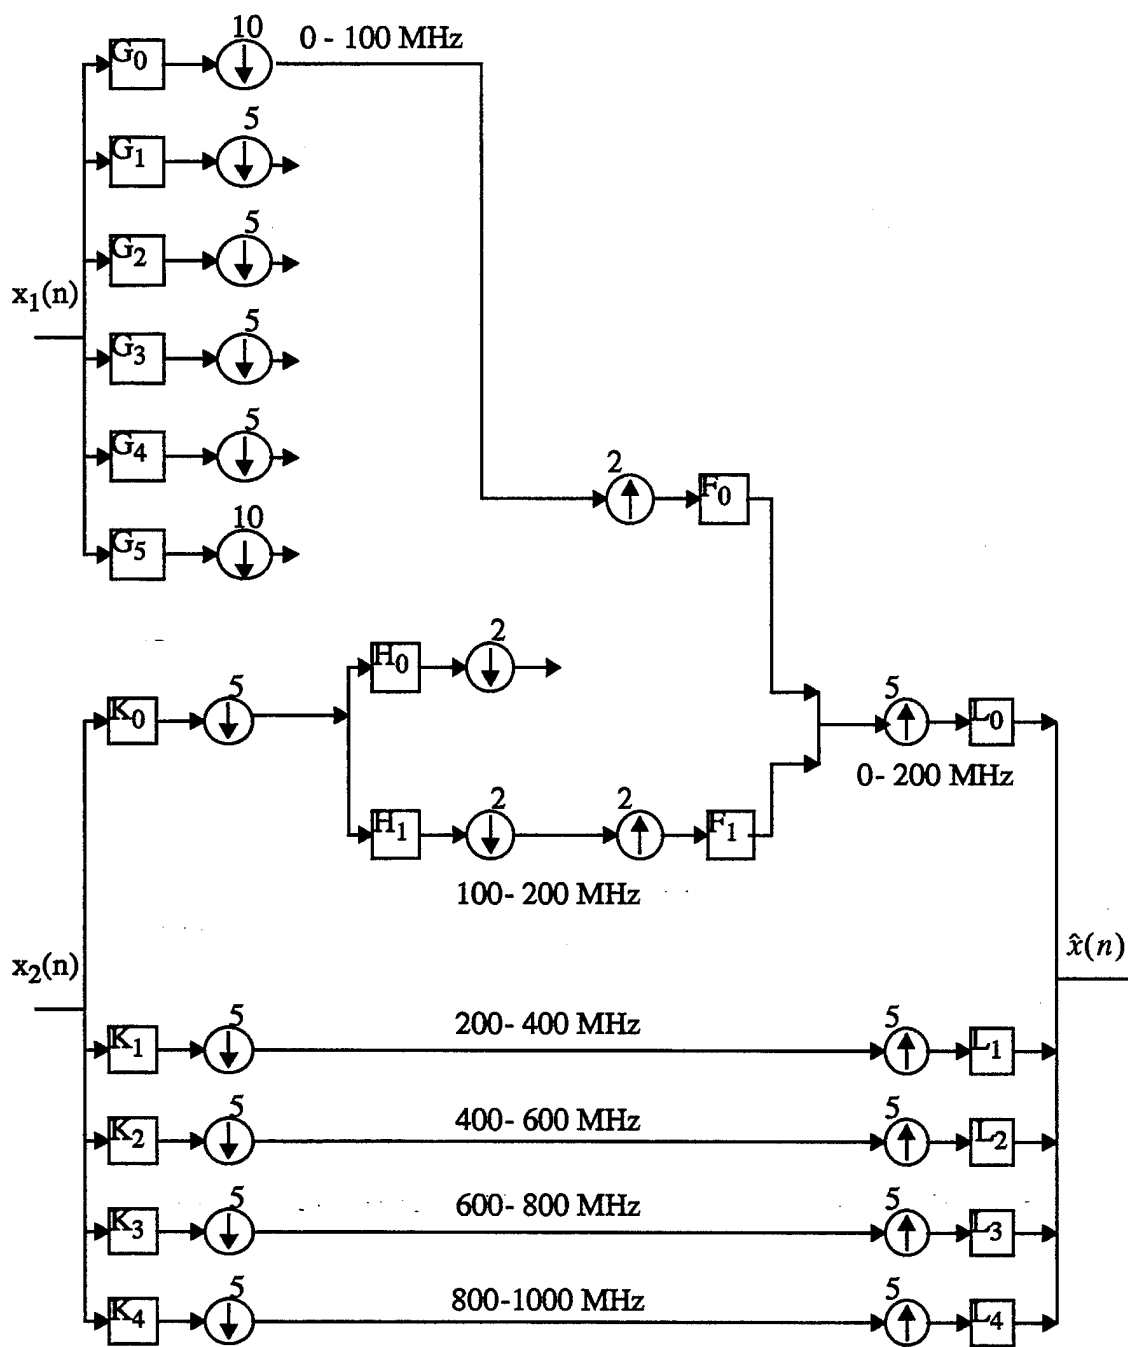 10
0 - 100 MHz
G0
5
G1
5
G2
x1(n)
5
G3
5
G4
2
F0
10
G5
2
H0
5
K0
5
L0
0- 200 MHz
2
2
H1
F1
100- 200 MHz
x2(n)
x̂(n)
5
200- 400 MHz
5
K1
L1
5
400- 600 MHz
5
K2
L2
5
600- 800 MHz
5
K3
L3
5
800-1000 MHz
5
K4
L4